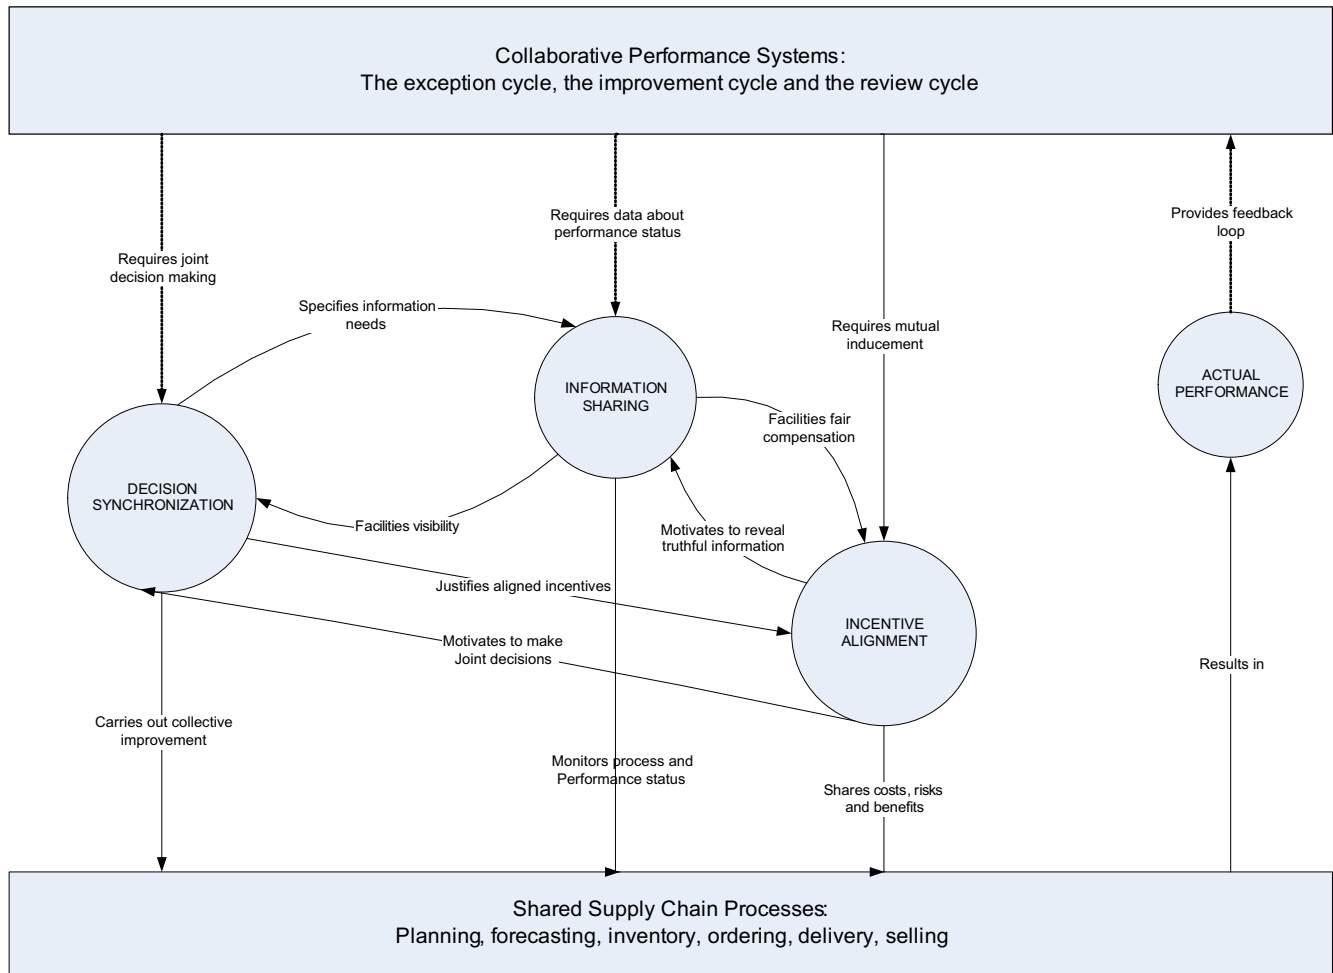 Collaborative Performance Systems:
The exception cycle, the improvement cycle and the review cycle
Requires data about
performance status
Provides feedback
loop
Requires joint
decision making
Specifies information
needs
Requires mutual
inducement
INFORMATION
SHARING
ACTUAL
PERFORMANCE
Facilities fair
compensation
DECISION
SYNCHRONIZATION
Facilities visibility
Motivates to reveal
truthful information
Justifies aligned incentives
INCENTIVE
ALIGNMENT
Motivates to make
Joint decisions
Results in
Carries out collective
improvement
Monitors process and
Performance status
Shares costs, risks
and benefits
Shared Supply Chain Processes:
Planning, forecasting, inventory, ordering, delivery, selling